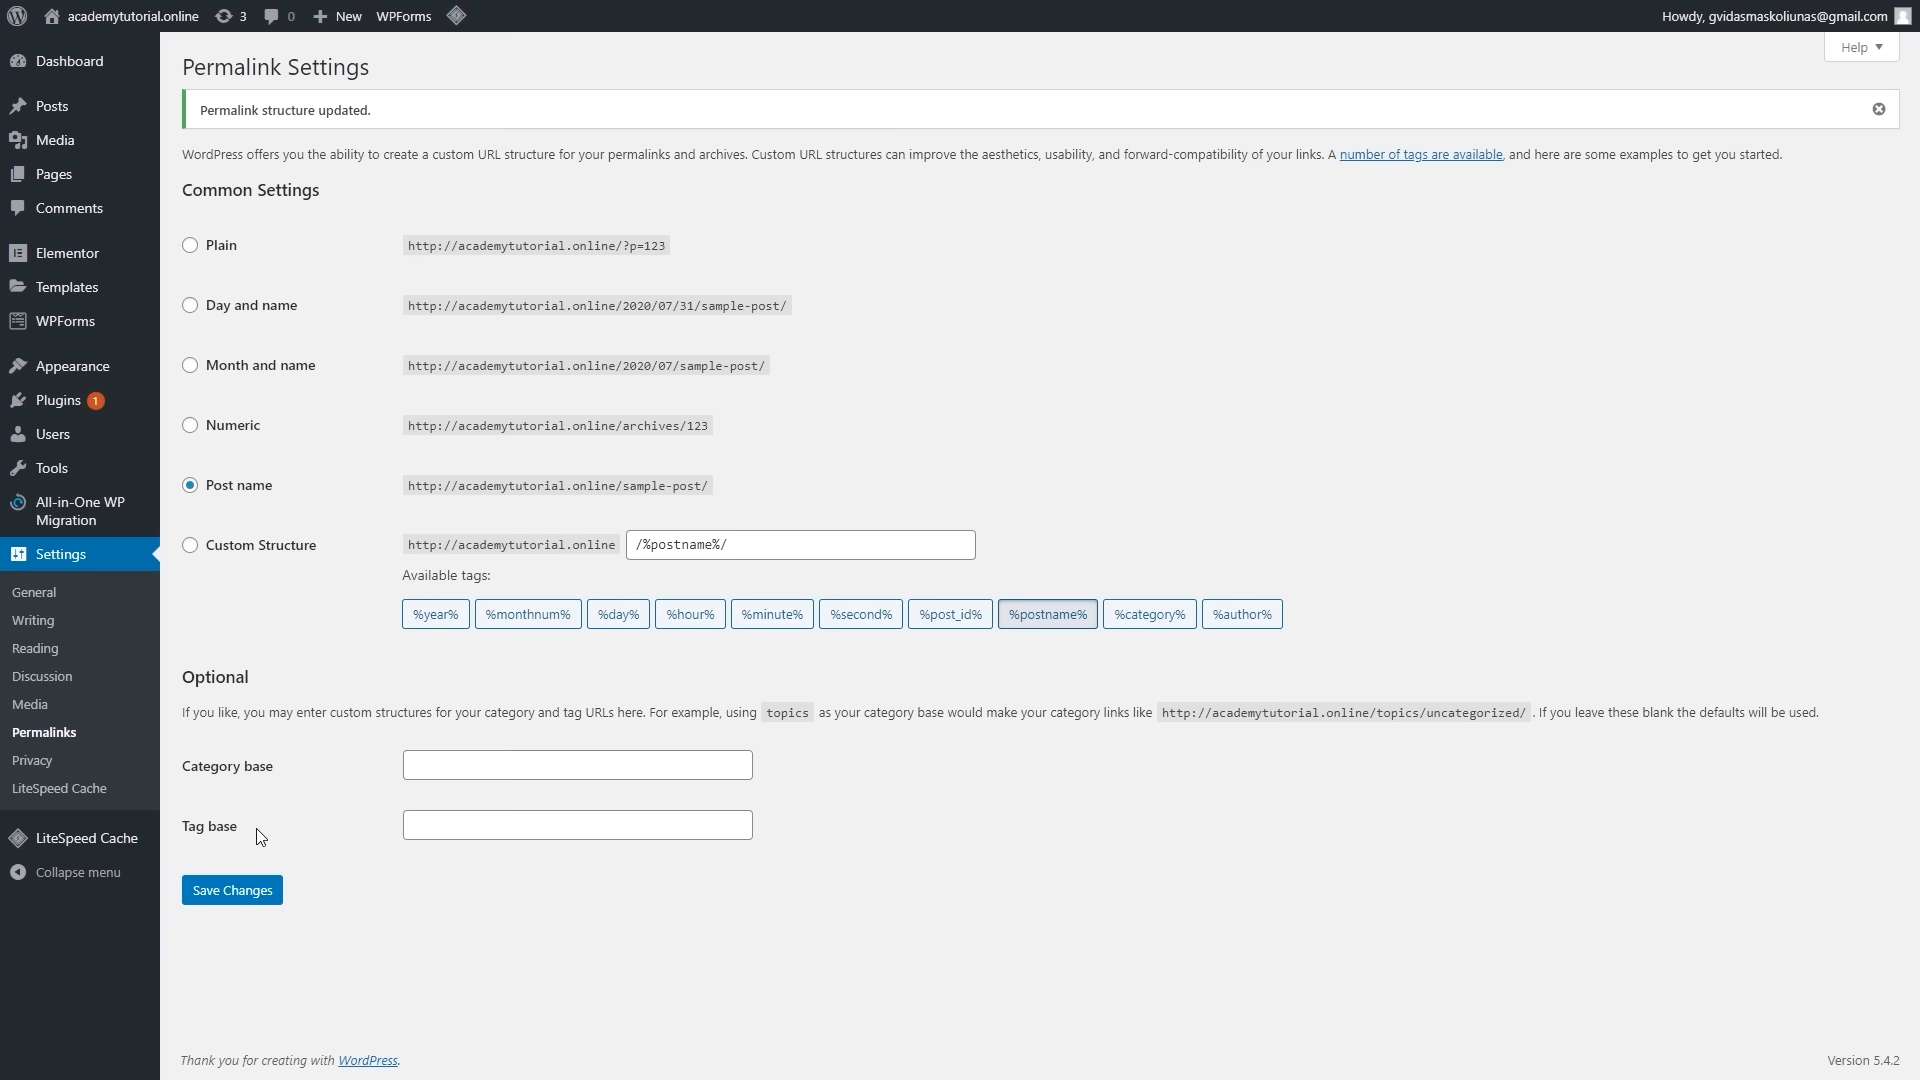 academytutorial.online 3 0 New WPForms Howdy, gvidasmaskoliunas@gmail.com
Help
Dashboard
Posts
Media
Pages
Comments
Elementor
Templates
WPForms
Appearance
Plugins 1
Users
Tools
All-in-One WP
Migration
Settings
General
Writing
Reading
Discussion
Media
Permalinks
Privacy
LiteSpeed Cache
LiteSpeed Cache
Collapse menu
Permalink Settings
Permalink structure updated.
WordPress offers you the ability to create a custom URL structure for your permalinks and archives. Custom URL structures can improve the aesthetics, usability, and forward-compatibility of your links. A number of tags are available, and here are some examples to get you started.
Common Settings
Plain http://academytutorial.online/?p=123
Day and name http://academytutorial.online/2020/07/31/sample-post/
Month and name http://academytutorial.online/2020/07/sample-post/
Numeric http://academytutorial.online/archives/123
Post name http://academytutorial.online/sample-post/
Custom Structure http://academytutorial.online /%postname%/
Available tags:
%year% %monthnum% %day% %hour% %minute% %second% %post_id% %postname% %category% %author%
Optional
If you like, you may enter custom structures for your category and tag URLs here. For example, using topics as your category base would make your category links like http://academytutorial.online/topics/uncategorized/ . If you leave these blank the defaults will be used.
Category base
Tag base
Save Changes
Thank you for creating with WordPress.
Version 5.4.2